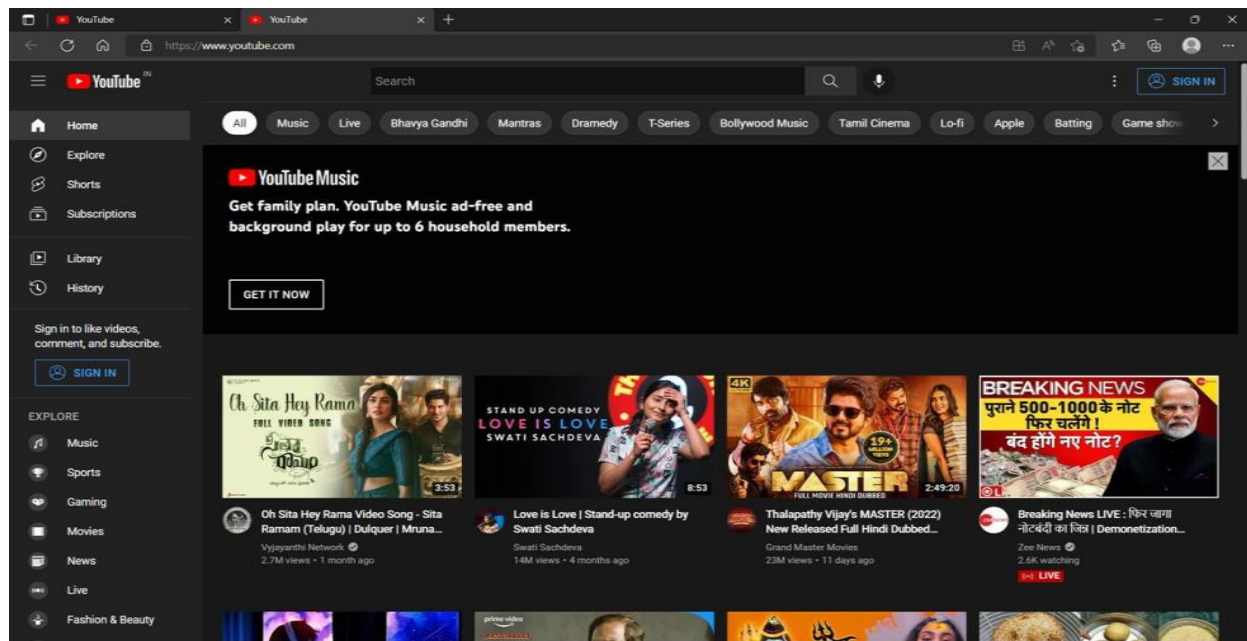 YouTube
YouTube
https://www.youtube.com
YouTube IN
Search
SIGN IN
Home
Explore
Shorts
Subscriptions
Library
History
Sign in to like videos,
comment, and subscribe.
SIGN IN
EXPLORE
Music
Sports
Gaming
Movies
News
Live
Fashion & Beauty
All Music Live Bhavya Gandhi Mantras Dramedy T-Series Bollywood Music Tamil Cinema Lo-fi Apple Batting Game show
YouTube Music
Get family plan. YouTube Music ad-free and
background play for up to 6 household members.
GET IT NOW
Oh Sita Hey Rama
FULL VIDEO SONG
3:53
Oh Sita Hey Rama Video Song - Sita
Ramam (Telugu) | Dulquer | Mruna...
Vyjayanthi Network
2.7M views • 1 month ago
STAND UP COMEDY
LOVE IS LOVE
SWATI SACHDEVA
8:53
Love is Love | Stand-up comedy by
Swati Sachdeva
Swati Sachdeva
14M views • 4 months ago
4K
19+
MILLION
VIEWS
MASTER
FULL MOVIE HINDI DUBBED
2:49:20
Thalapathy Vijay's MASTER (2022)
New Released Full Hindi Dubbed...
Grand Master Movies
23M views • 11 days ago
BREAKING NEWS
पुराने 500-1000 के नोट
फिर चलेंगे !
बंद होंगे नए नोट?
Breaking News LIVE : फिर जागा
नोटबंदी का जिन्न | Demonetization...
Zee News
2.6K watching
LIVE
prime video